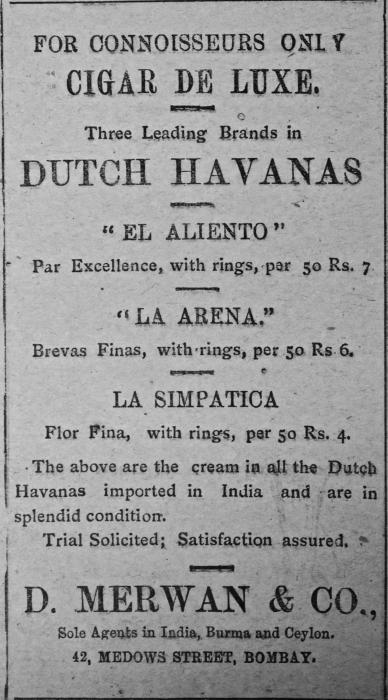 FOR CONNOISSEURS ONLY
CIGAR DE LUXE.
Three Leading Brands in
DUTCH HAVANAS
“EL ALIENTO”
Par Excellence, with rings, per 50 Rs. 7
“LA ARENA.”
Brevas Finas, with rings, per 50 Rs 6.
LA SIMPATICA
Flor Fina, with rings, per 50 Rs. 4.
The above are the cream in all the Dutch
Havanas imported in India and are in
splendid condition.
Trial Solicited; Satisfaction assured.
D. MERWAN & CO.,
Sole Agents in India, Burma and Ceylon.
42, MEDOWS STREET, BOMBAY.